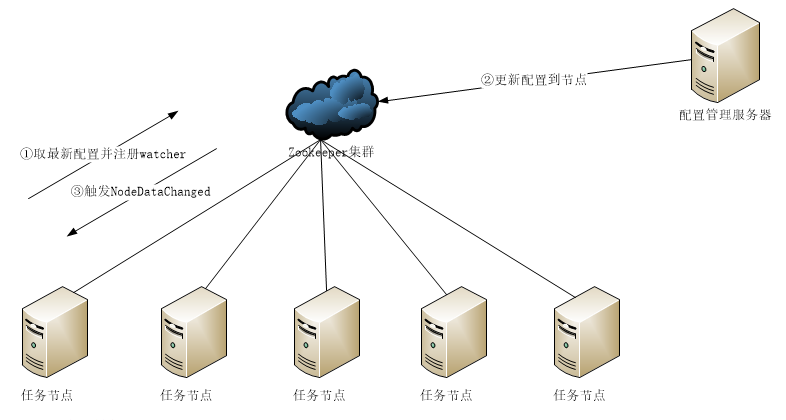 ②更新配置到节点
配置管理服务器
Zookeeper集群
①取最新配置并注册watcher
③触发NodeDataChanged
任务节点
任务节点
任务节点
任务节点
任务节点